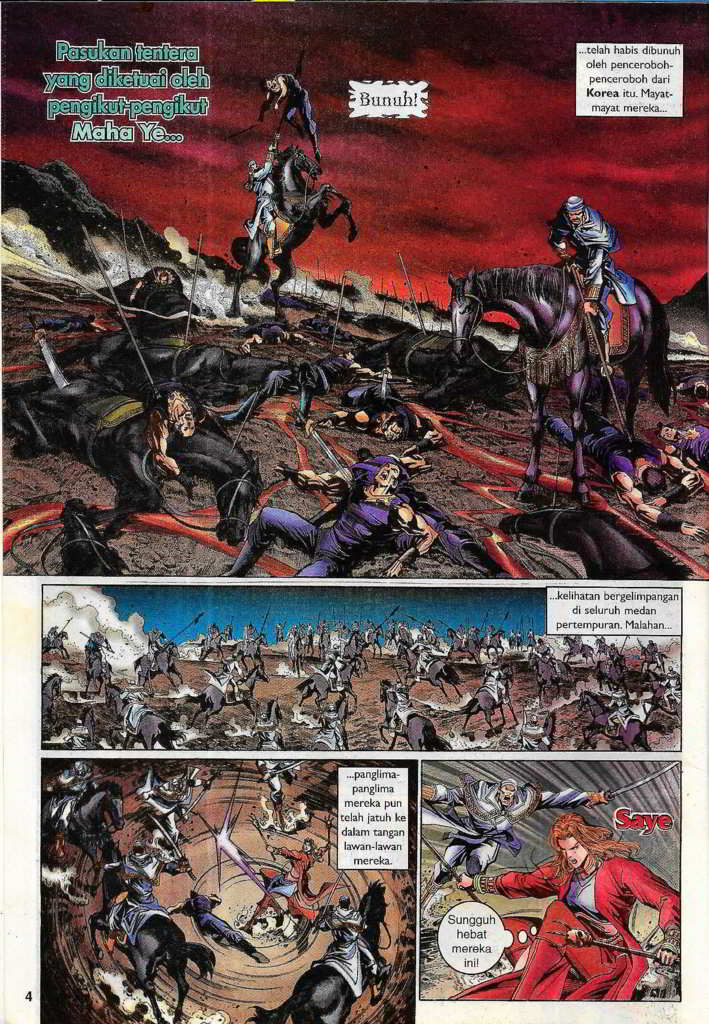 Pasukan tentera
yang diketuai oleh
pengikut-pengikut
Maha Ye...
Bunuh!
...telah habis dibunuh
oleh penceroboh-
penceroboh dari
Korea itu. Mayat-
mayat mereka...
...kelihatan bergelimpangan
di seluruh medan
pertempuran. Malahan...
...panglima-
panglima
mereka pun
telah jatuh ke
dalam tangan
lawan-lawan
mereka.
Saye
Sungguh
hebat
mereka
ini!
4